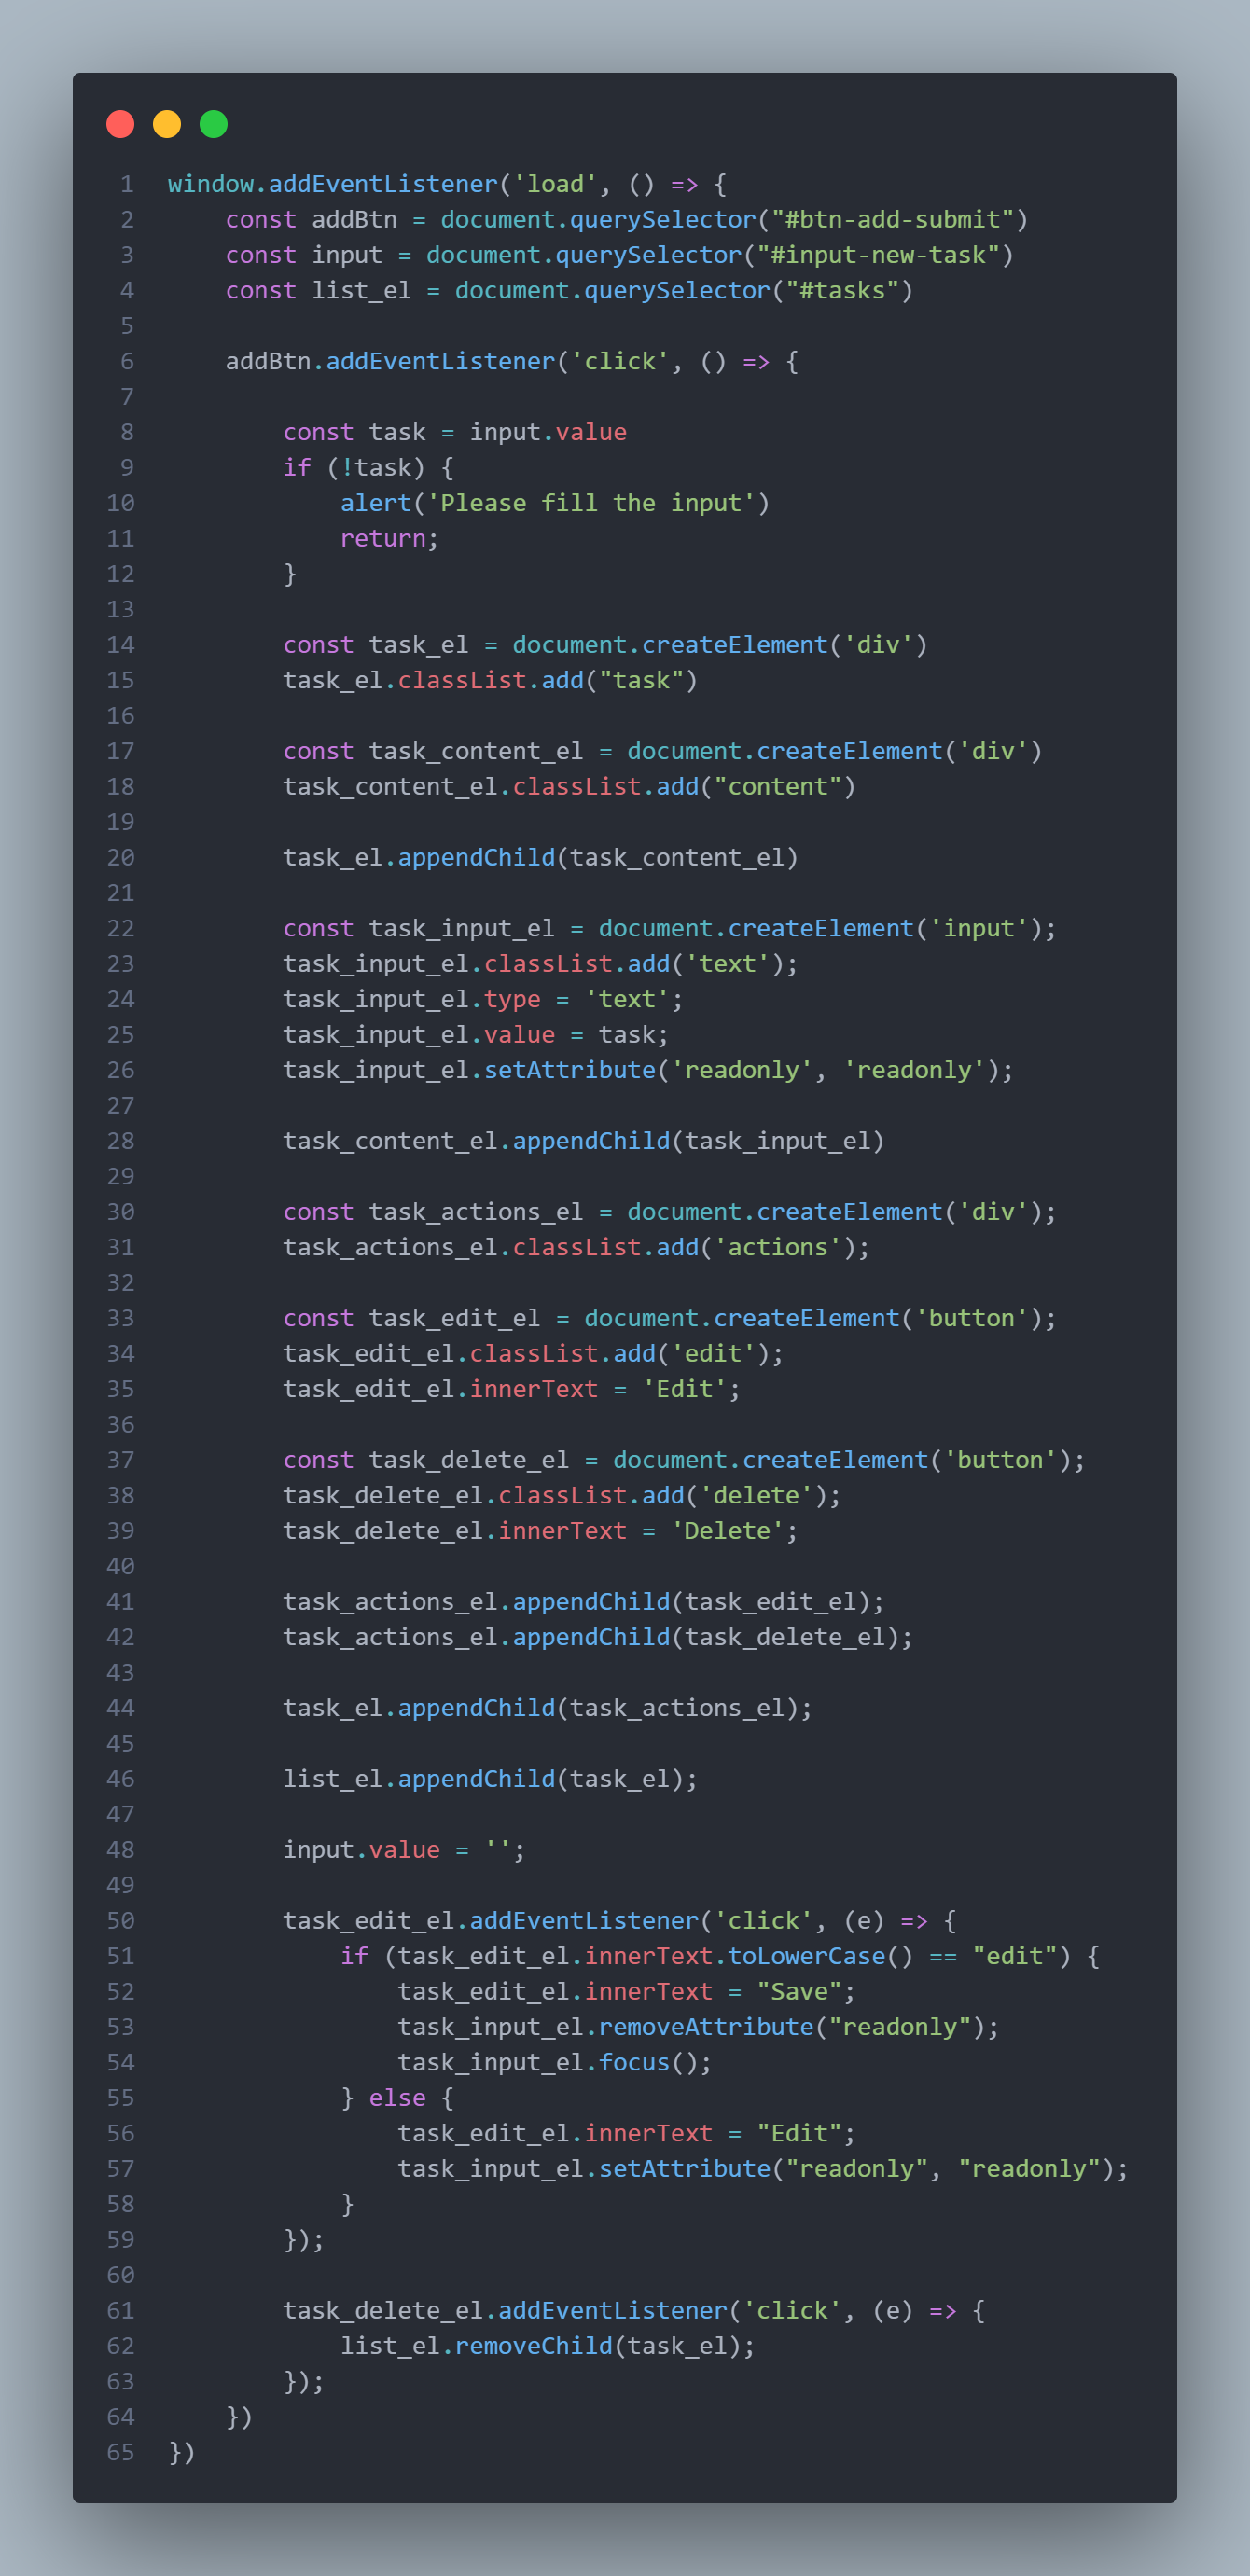 1 window.addEventListener('load', () => {
2     const addBtn = document.querySelector("#btn-add-submit")
3     const input = document.querySelector("#input-new-task")
4     const list_el = document.querySelector("#tasks")
5
6     addBtn.addEventListener('click', () => {
7
8         const task = input.value
9         if (!task) {
10             alert('Please fill the input')
11             return;
12         }
13
14         const task_el = document.createElement('div')
15         task_el.classList.add("task")
16
17         const task_content_el = document.createElement('div')
18         task_content_el.classList.add("content")
19
20         task_el.appendChild(task_content_el)
21
22         const task_input_el = document.createElement('input');
23         task_input_el.classList.add('text');
24         task_input_el.type = 'text';
25         task_input_el.value = task;
26         task_input_el.setAttribute('readonly', 'readonly');
27
28         task_content_el.appendChild(task_input_el)
29
30         const task_actions_el = document.createElement('div');
31         task_actions_el.classList.add('actions');
32
33         const task_edit_el = document.createElement('button');
34         task_edit_el.classList.add('edit');
35         task_edit_el.innerText = 'Edit';
36
37         const task_delete_el = document.createElement('button');
38         task_delete_el.classList.add('delete');
39         task_delete_el.innerText = 'Delete';
40
41         task_actions_el.appendChild(task_edit_el);
42         task_actions_el.appendChild(task_delete_el);
43
44         task_el.appendChild(task_actions_el);
45
46         list_el.appendChild(task_el);
47
48         input.value = '';
49
50         task_edit_el.addEventListener('click', (e) => {
51             if (task_edit_el.innerText.toLowerCase() == "edit") {
52                 task_edit_el.innerText = "Save";
53                 task_input_el.removeAttribute("readonly");
54                 task_input_el.focus();
55             } else {
56                 task_edit_el.innerText = "Edit";
57                 task_input_el.setAttribute("readonly", "readonly");
58             }
59         });
60
61         task_delete_el.addEventListener('click', (e) => {
62             list_el.removeChild(task_el);
63         });
64     })
65 })